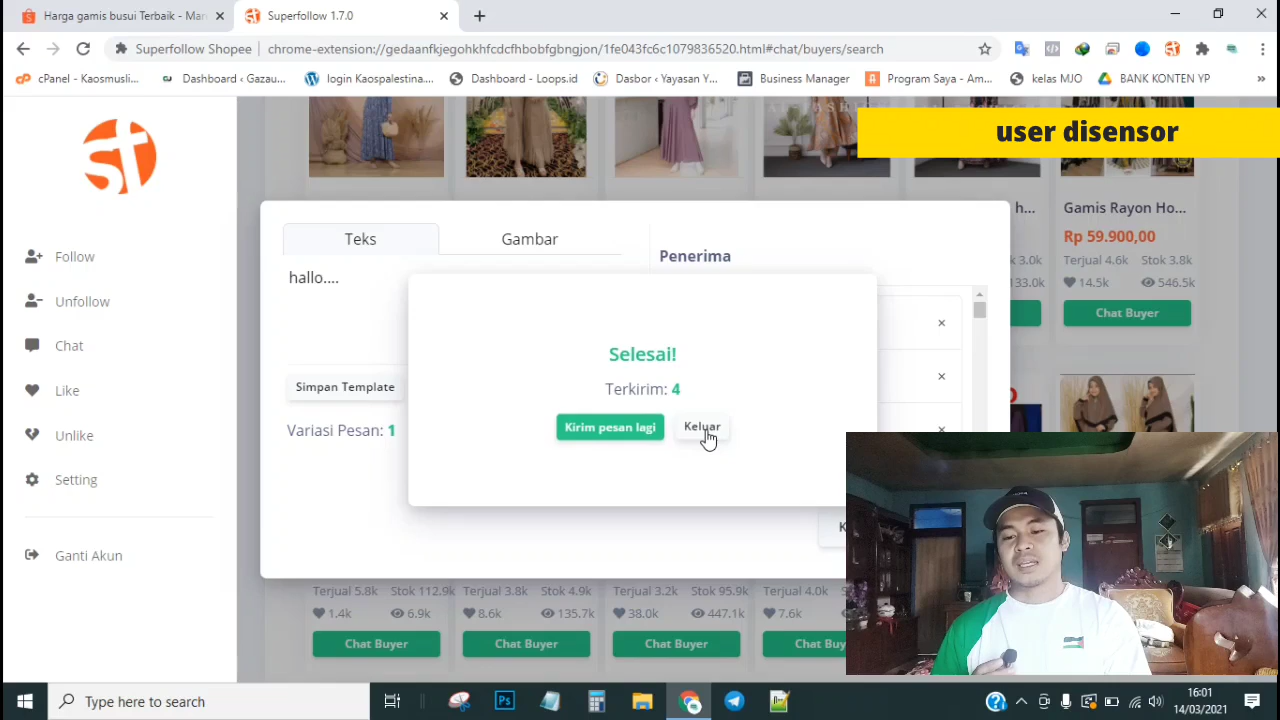 Harga gamis busui Terbaik - Mar
Superfollow 1.7.0
Superfollow Shopee
chrome-extension://gedaanfkjegohkhfcdcfhbobfgbngjon/1fe043fc6c1079836520.html#chat/buyers/search
cPanel - Kaosmusli...
Dashboard ‹ Gazau...
login Kaospalestina...
Dashboard - Loops.id
Dasbor ‹ Yayasan Y...
Business Manager
Program Saya - Am...
kelas MJO
BANK KONTEN YP
»
user disensor
Follow
Unfollow
Chat
Like
Unlike
Setting
Ganti Akun
h...
Gamis Rayon Ho...
Rp 59.900,00
3.0k
Terjual 4.6k Stok 3.8k
133.0k
14.5k 546.5k
Chat Buyer
Teks
Gambar
Penerima
hallo....
Simpan Template
Variasi Pesan: 1
Selesai!
Terkirim: 4
Kirim pesan lagi
Keluar
K
Terjual 5.8k Stok 112.9k
Terjual 3.8k Stok 4.9k
Terjual 3.2k Stok 95.9k
Terjual 4.0k Stok
1.4k 6.9k
8.6k 135.7k
38.0k 447.1k
7.6k
Chat Buyer
Chat Buyer
Chat Buyer
Chat Bu
Type here to search
16:01
14/03/2021